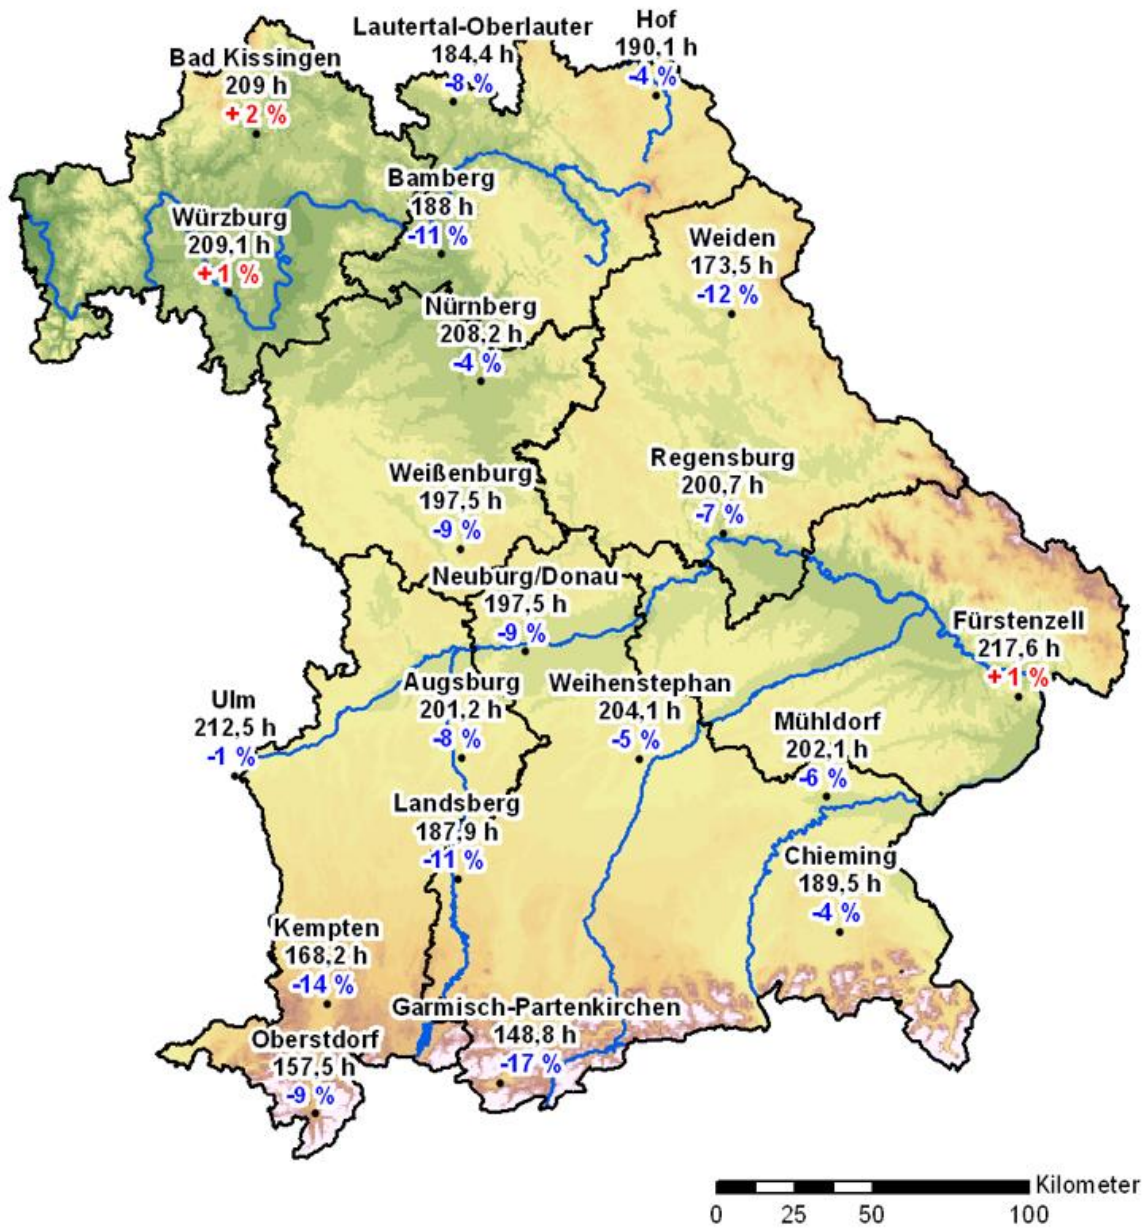 Lautertal-Oberlauter
184,4 h
-8 %
Hof
190,1 h
-4 %
Bad Kissingen
209 h
+ 2 %
Bamberg
188 h
-11 %
Würzburg
209,1 h
+1 %
Weiden
173,5 h
-12 %
Nürnberg
208,2 h
-4 %
Weißenburg
197,5 h
-9 %
Regensburg
200,7 h
-7 %
Neuburg/Donau
197,5 h
-9 %
Fürstenzell
217,6 h
+1 %
Ulm
212,5 h
-1 %
Augsburg
201,2 h
-8 %
Weihenstephan
204,1 h
-5 %
Mühldorf
202,1 h
-6 %
Landsberg
187,9 h
-11 %
Chieming
189,5 h
-4 %
Kempten
168,2 h
-14 %
Garmisch-Partenkirchen
148,8 h
-17 %
Oberstdorf
157,5 h
-9 %
Kilometer
0 25 50 100